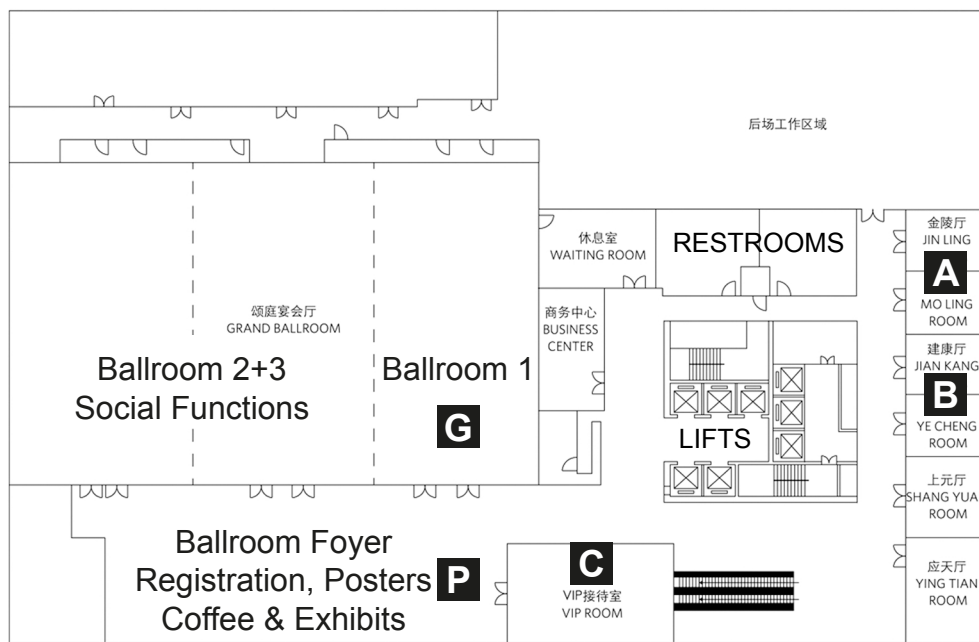 后场工作区域
休息室
WAITING ROOM
RESTROOMS
金陵厅
JIN LING
A
MO LING
ROOM
颂庭宴会厅
GRAND BALLROOM
商务中心
BUSINESS
CENTER
建康厅
JIAN KANG
B
YE CHENG
ROOM
Ballroom 2+3
Social Functions
Ballroom 1
G
LIFTS
上元厅
SHANG YUA
ROOM
Ballroom Foyer
Registration, Posters
Coffee & Exhibits
P
C
VIP接待室
VIP ROOM
应天厅
YING TIAN
ROOM